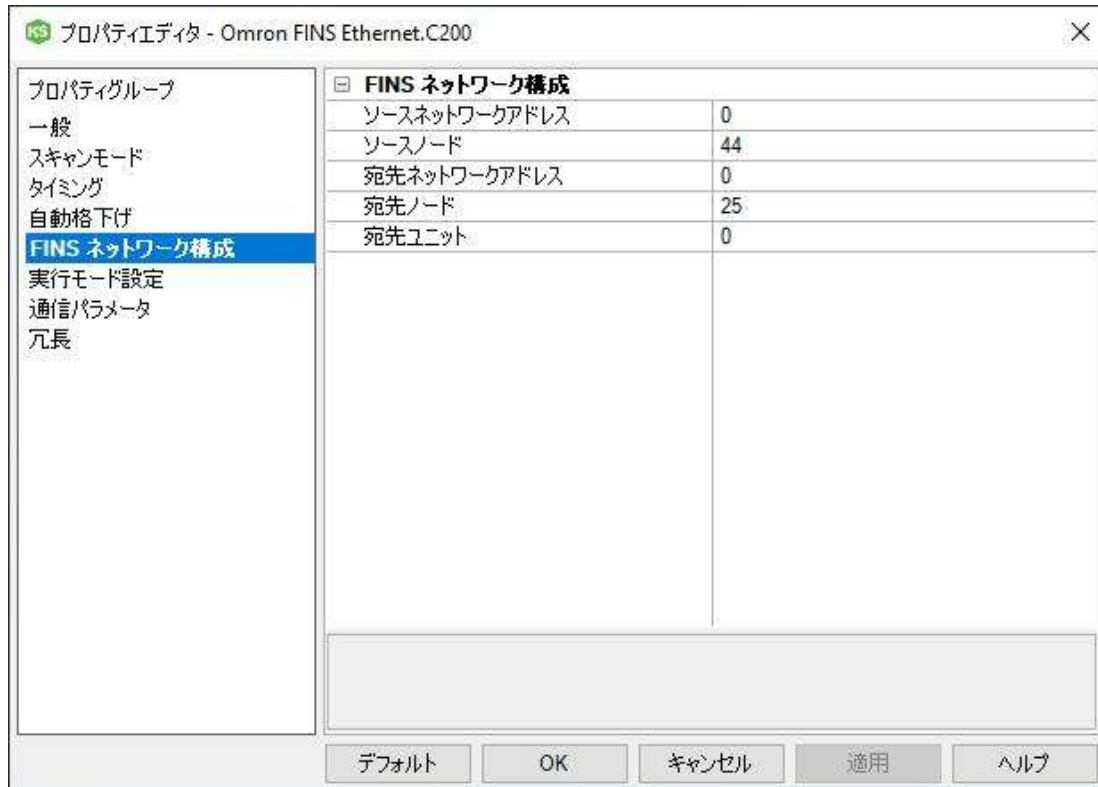 KS プロパティエディタ - Omron FINS Ethernet.C200
プロパティグループ
一般
スキャンモード
タイミング
自動格下げ
FINS ネットワーク構成
実行モード設定
通信パラメータ
冗長
FINS ネットワーク構成
ソースネットワークアドレス 0
ソースノード 44
宛先ネットワークアドレス 0
宛先ノード 25
宛先ユニット 0
デフォルト OK キャンセル 適用 ヘルプ